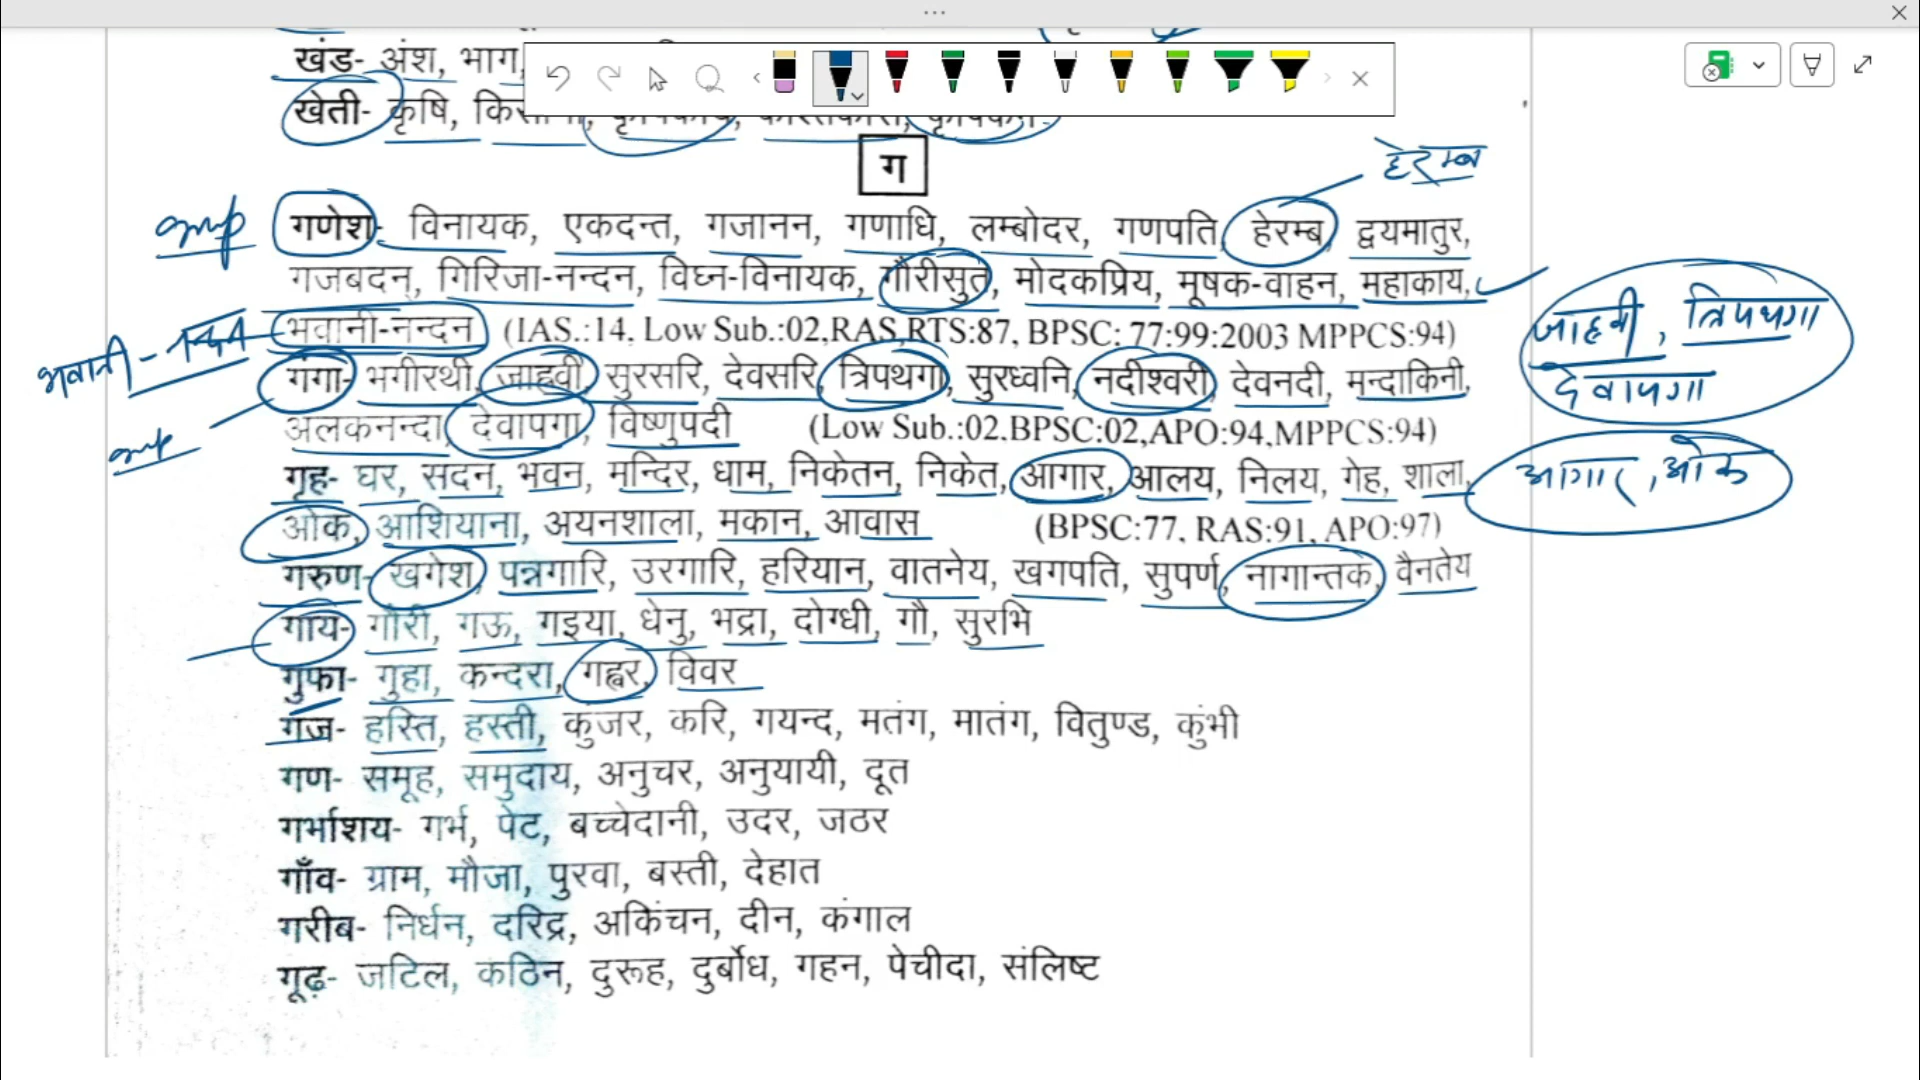 खंड- अंश, भाग,
खेती- कृषि,
ग
हेरम्ब
imp गणेश- विनायक, एकदन्त, गजानन, गणाधि, लम्बोदर, गणपति, हेरम्ब, द्वयमातुर,
गजबदन, गिरिजा-नन्दन, विघ्न-विनायक, गौरीसुत, मोदकप्रिय, मूषक-वाहन, महाकाय,
भवानी-नन्दन (IAS.:14, Low Sub.:02,RAS,RTS:87, BPSC: 77:99:2003 MPPCS:94)
भवानी -
जाह्नवी, त्रिपथगा
देवापगा
गंगा- भगीरथी, जाह्नवी, सुरसरि, देवसरि, त्रिपथगा, सुरध्वनि, नदीश्वरी, देवनदी, मन्दाकिनी,
imp अलकनन्दा, देवापगा, विष्णुपदी (Low Sub.:02.BPSC:02,APO:94,MPPCS:94)
गृह- घर, सदन, भवन, मन्दिर, धाम, निकेतन, निकेत, आगार, आलय, निलय, गेह, शाला,
आगार, ओक
ओक, आशियाना, अयनशाला, मकान, आवास (BPSC:77, RAS:91, APO:97)
गरुण- खगेश, पन्नगारि, उरगारि, हरियान, वातनेय, खगपति, सुपर्ण, नागान्तक, वैनतेय
गाय- गौरी, गऊ, गइया, धेनु, भद्रा, दोग्धी, गौ, सुरभि
गुफा- गुहा, कन्दरा, गह्वर, विवर
गज- हस्ति, हस्ती, कुंजर, करि, गयन्द, मतंग, मातंग, वितुण्ड, कुंभी
गण- समूह, समुदाय, अनुचर, अनुयायी, दूत
गर्भाशय- गर्भ, पेट, बच्चेदानी, उदर, जठर
गाँव- ग्राम, मौजा, पुरवा, बस्ती, देहात
गरीब- निर्धन, दरिद्र, अकिंचन, दीन, कंगाल
गूढ़- जटिल, कठिन, दुरूह, दुर्बोध, गहन, पेचीदा, संलिष्ट